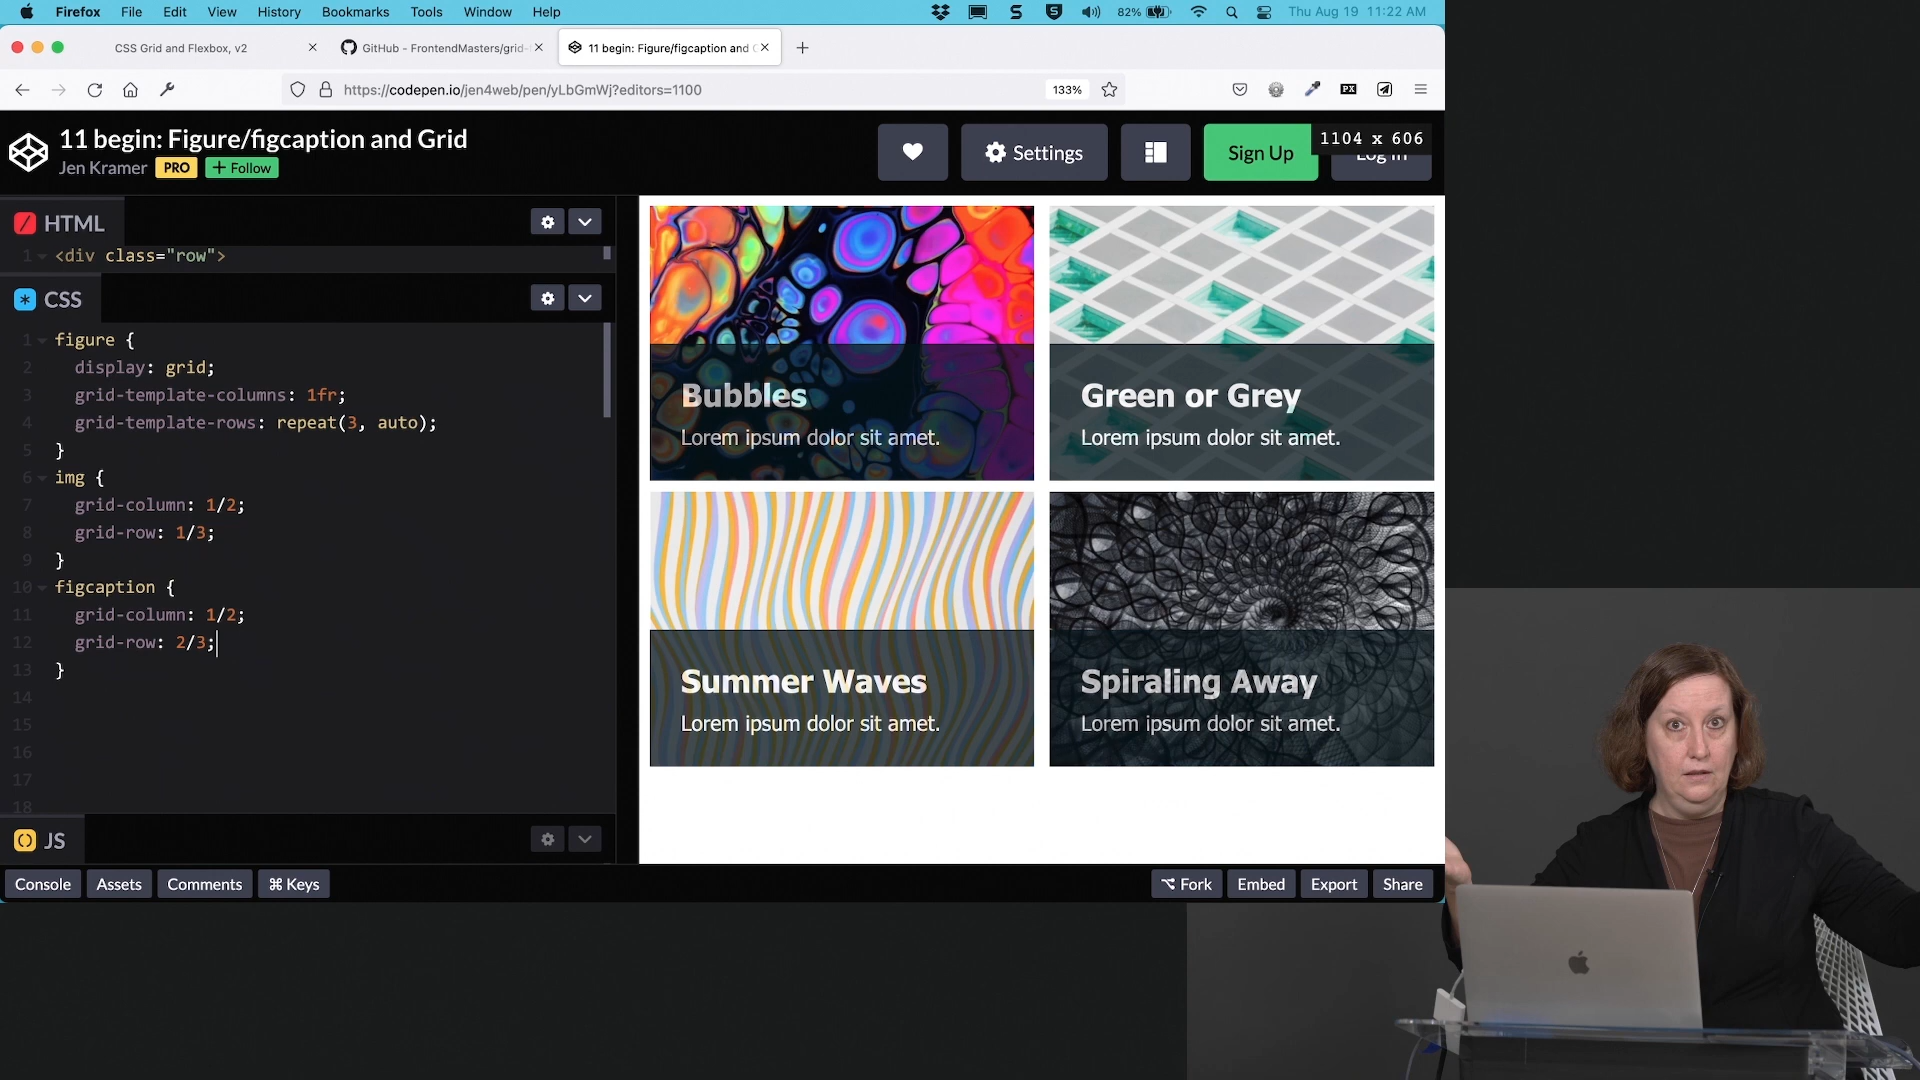 Firefox File Edit View History Bookmarks Tools Window Help 82% Thu Aug 19 11:22 AM
CSS Grid and Flexbox, v2 GitHub - FrontendMasters/grid- 11 begin: Figure/figcaption and
https://codepen.io/jen4web/pen/yLbGmWj?editors=1100 133% PX
11 begin: Figure/figcaption and Grid
Jen Kramer PRO + Follow
Settings Sign Up Log In
1104 x 606
HTML
1 <div class="row">
CSS
1 figure {
2 display: grid;
3 grid-template-columns: 1fr;
4 grid-template-rows: repeat(3, auto);
5 }
6 img {
7 grid-column: 1/2;
8 grid-row: 1/3;
9 }
10 figcaption {
11 grid-column: 1/2;
12 grid-row: 2/3;
13 }
14
15
16
17
18
JS
Bubbles
Lorem ipsum dolor sit amet.
Green or Grey
Lorem ipsum dolor sit amet.
Summer Waves
Lorem ipsum dolor sit amet.
Spiraling Away
Lorem ipsum dolor sit amet.
Console Assets Comments ⌘ Keys Fork Embed Export Share